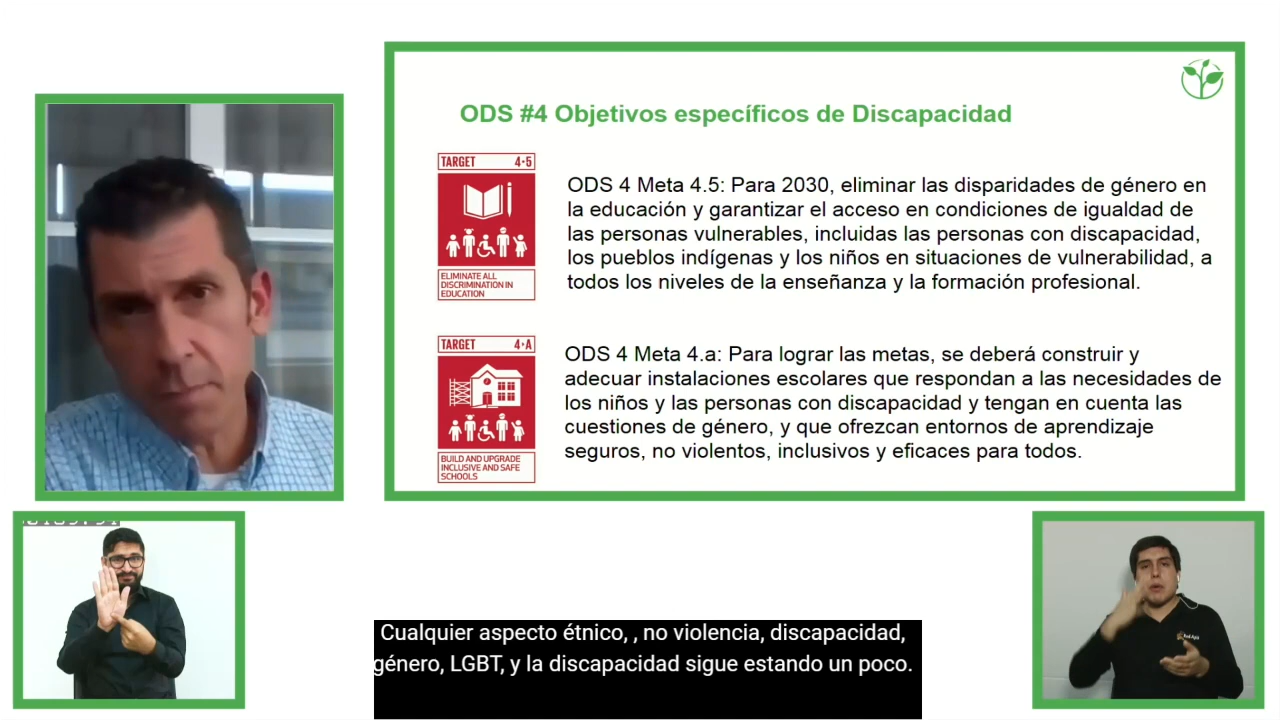 ODS #4 Objetivos específicos de Discapacidad
TARGET 4·5
ELIMINATE ALL
DISCRIMINATION IN
EDUCATION
ODS 4 Meta 4.5: Para 2030, eliminar las disparidades de género en
la educación y garantizar el acceso en condiciones de igualdad de
las personas vulnerables, incluidas las personas con discapacidad,
los pueblos indígenas y los niños en situaciones de vulnerabilidad, a
todos los niveles de la enseñanza y la formación profesional.
TARGET 4·A
BUILD AND UPGRADE
INCLUSIVE AND SAFE
SCHOOLS
ODS 4 Meta 4.a: Para lograr las metas, se deberá construir y
adecuar instalaciones escolares que respondan a las necesidades de
los niños y las personas con discapacidad y tengan en cuenta las
cuestiones de género, y que ofrezcan entornos de aprendizaje
seguros, no violentos, inclusivos y eficaces para todos.
Cualquier aspecto étnico, , no violencia, discapacidad,
género, LGBT, y la discapacidad sigue estando un poco.